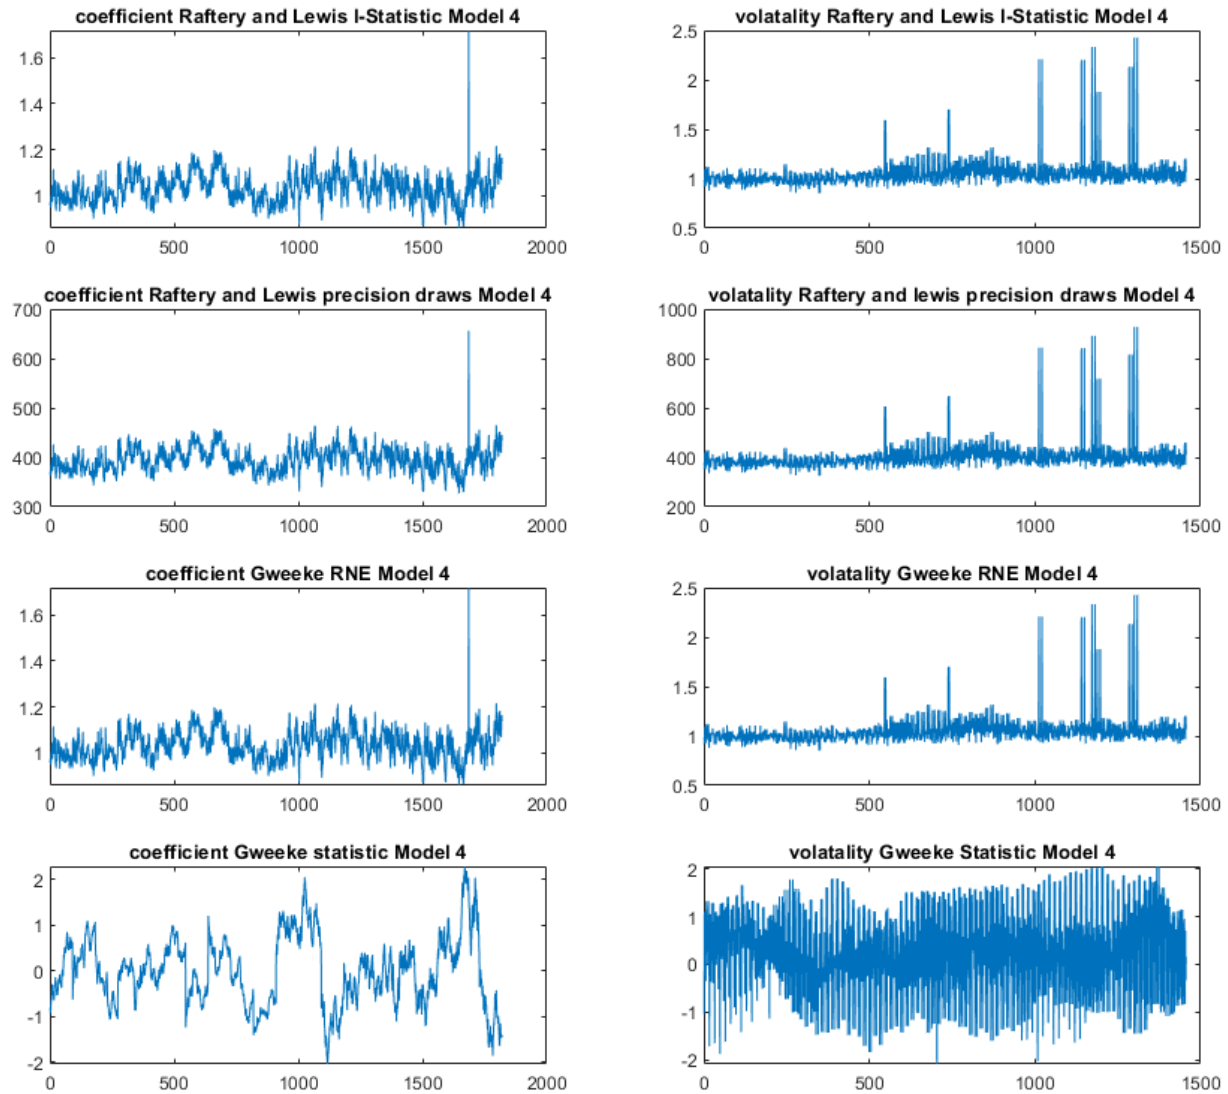 coefficient Raftery and Lewis I-Statistic Model 4
1.6
1.4
1.2
1
0 500 1000 1500 2000
volatality Raftery and Lewis I-Statistic Model 4
2.5
2
1.5
1
0.5
0 500 1000 1500
coefficient Raftery and Lewis precision draws Model 4
700
600
500
400
300
0 500 1000 1500 2000
volatality Raftery and lewis precision draws Model 4
1000
800
600
400
200
0 500 1000 1500
coefficient Gweeke RNE Model 4
1.6
1.4
1.2
1
0 500 1000 1500 2000
volatality Gweeke RNE Model 4
2.5
2
1.5
1
0.5
0 500 1000 1500
coefficient Gweeke statistic Model 4
2
1
0
-1
-2
0 500 1000 1500 2000
volatality Gweeke Statistic Model 4
2
1
0
-1
-2
0 500 1000 1500